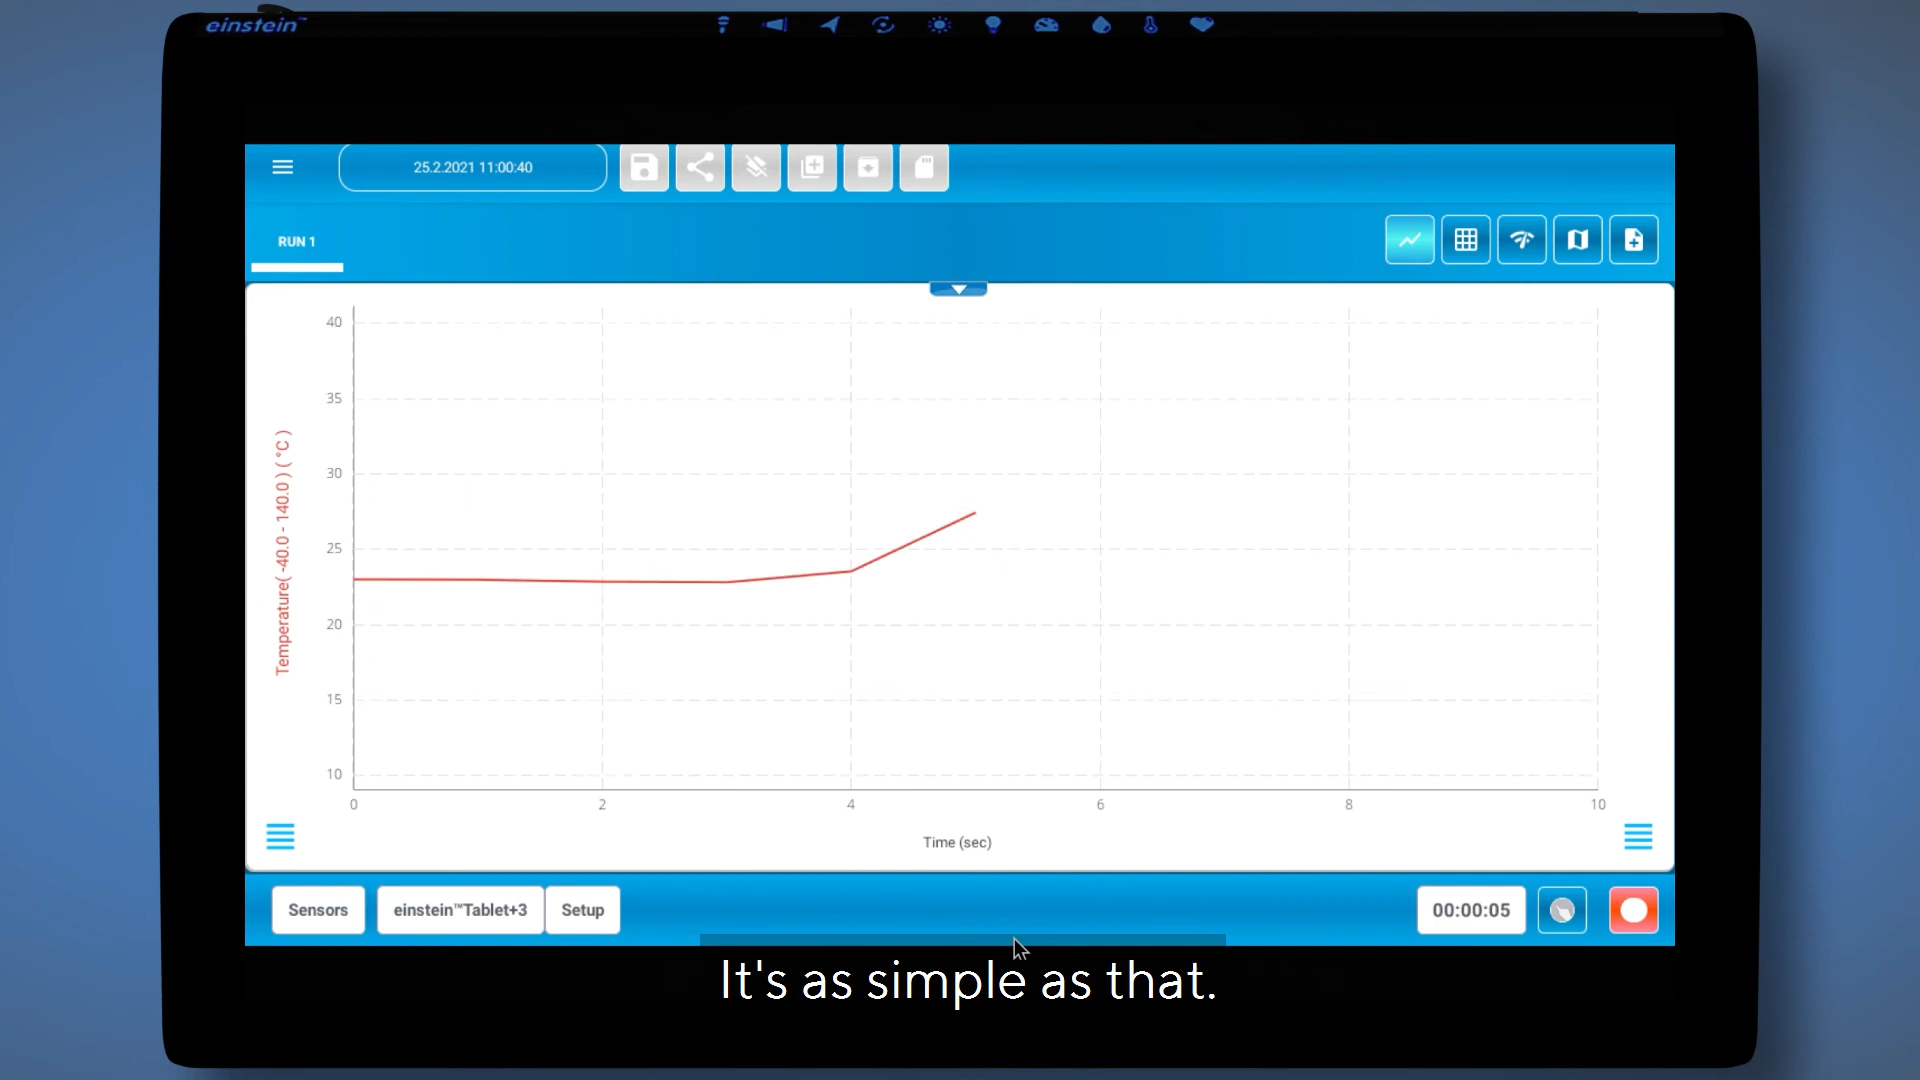 einstein™
25.2.2021 11:00:40
RUN 1
40
35
30
25
20
15
10
Temperature( -40.0 - 140.0 ) ( °C )
0 2 4 6 8 10
Time (sec)
Sensors einstein™Tablet+3 Setup 00:00:05
It's as simple as that.